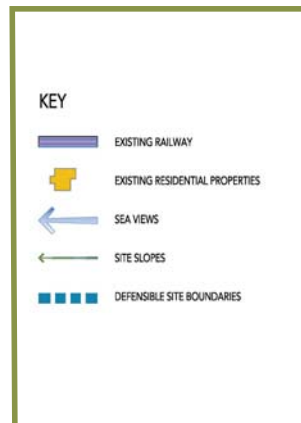 KEY
EXISTING RAILWAY
EXISTING RESIDENTIAL PROPERTIES
SEA VIEWS
SITE SLOPES
DEFENSIBLE SITE BOUNDARIES